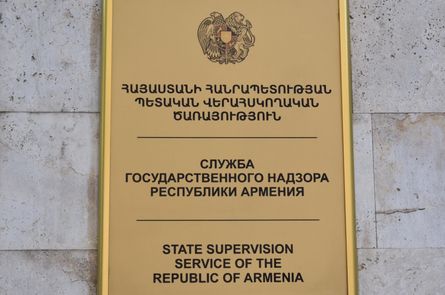 ՀԱՅԱՍՏԱՆԻ ՀԱՆՐԱՊԵՏՈՒԹՅԱՆ
ՊԵՏԱԿԱՆ ՎԵՐԱՀՍԿՈՂԱԿԱՆ
ԾԱՌԱՅՈՒԹՅՈՒՆ
СЛУЖБА
ГОСУДАРСТВЕННОГО НАДЗОРА
РЕСПУБЛИКИ АРМЕНИЯ
STATE SUPERVISION
SERVICE OF THE
REPUBLIC OF ARMENIA